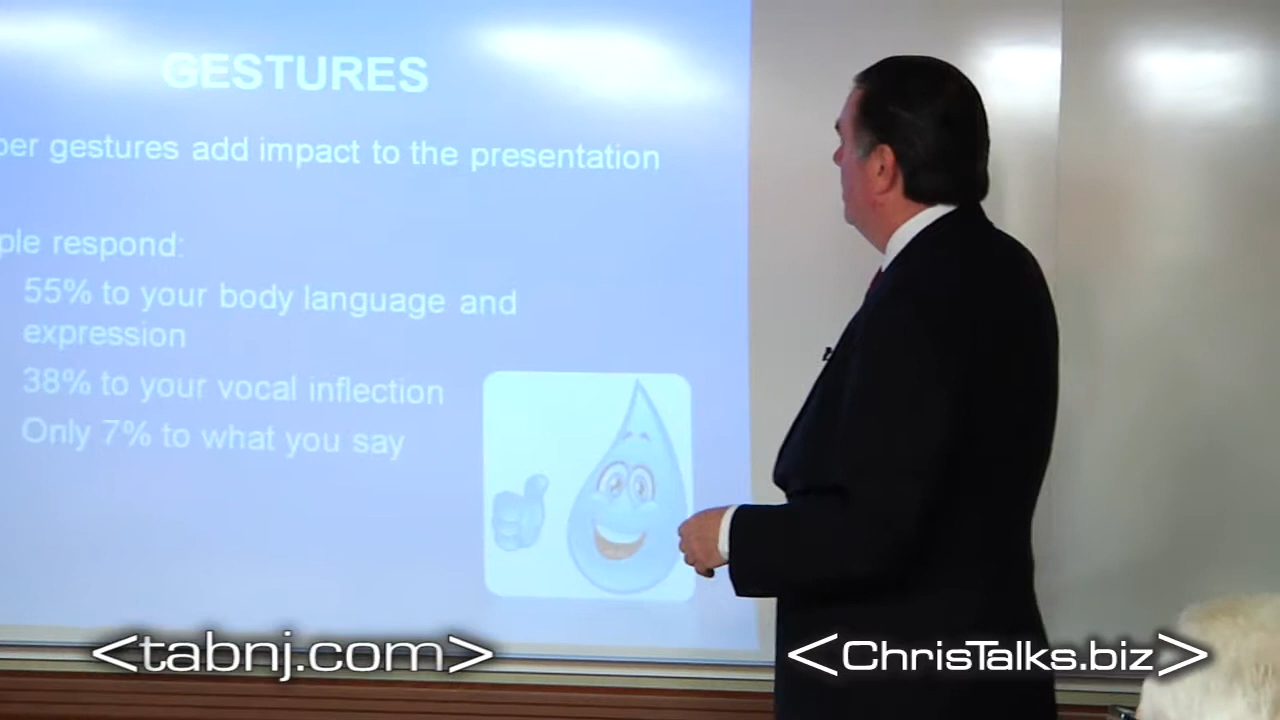 GESTURES
per gestures add impact to the presentation
ple respond:
55% to your body language and
expression
38% to your vocal inflection
Only 7% to what you say
<tabnj.com>
<ChrisTalks.biz>